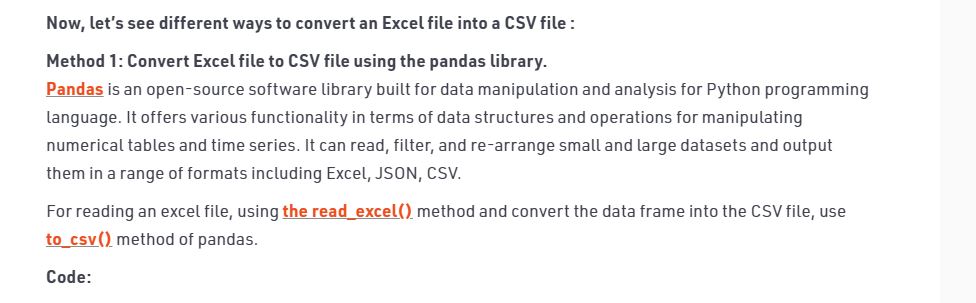 Now, let's see different ways to convert an Excel file into a CSV file :
Method 1: Convert Excel file to CSV file using the pandas library.
Pandas is an open-source software library built for data manipulation and analysis for Python programming
language. It offers various functionality in terms of data structures and operations for manipulating
numerical tables and time series. It can read, filter, and re-arrange small and large datasets and output
them in a range of formats including Excel, JSON, CSV.
For reading an excel file, using the read_excel() method and convert the data frame into the CSV file, use
to_csv() method of pandas.
Code: